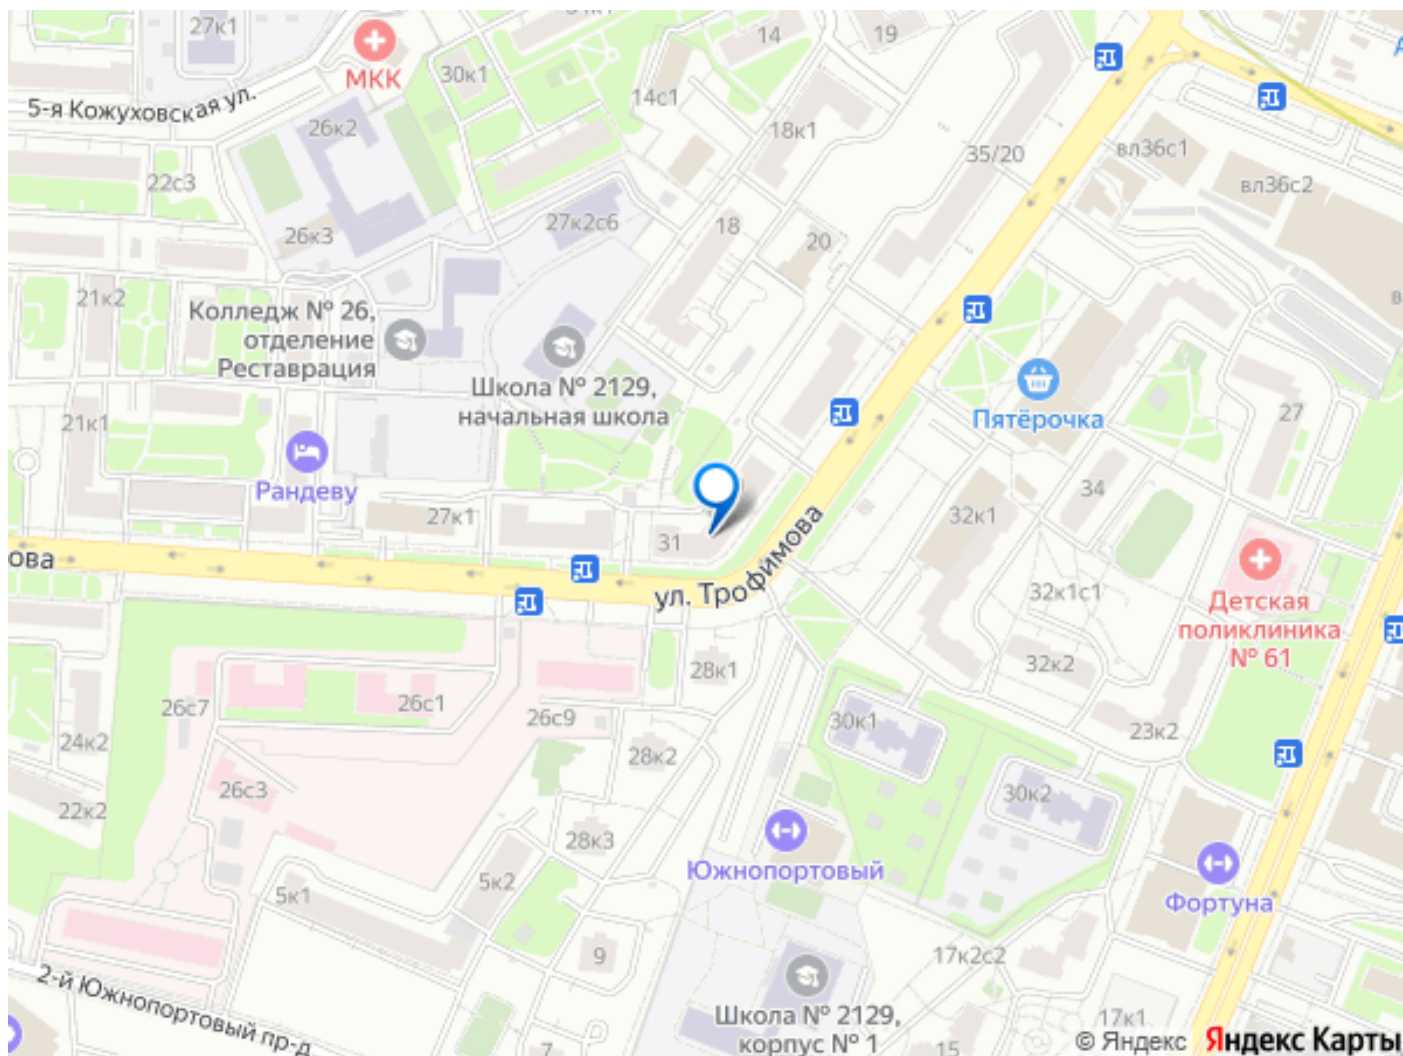 27к1
МКК
14
19
30к1
5-я Кожуховская ул.
14с1
26к2
18к1
35/20
вл36с1
вл36с2
22с3
27к2с6
18
26к3
20
21к2
Колледж № 26,
отделение
Реставрация
Школа № 2129,
начальная школа
Пятёрочка
21к1
27
Рандеву
34
27к1
32к1
31
ова
ул. Трофимова
32к1с1
Детская
поликлиника
№ 61
28к1
32к2
26с7
26с1
26с9
30к1
23к2
24к2
28к2
26с3
30к2
22к2
28к3
Южнопортовый
5к1
5к2
Фортуна
9
17к2с2
2-й Южнопортовый пр-д
Школа № 2129,
корпус № 1
7
15
17к1
© Яндекс Яндекс Карты